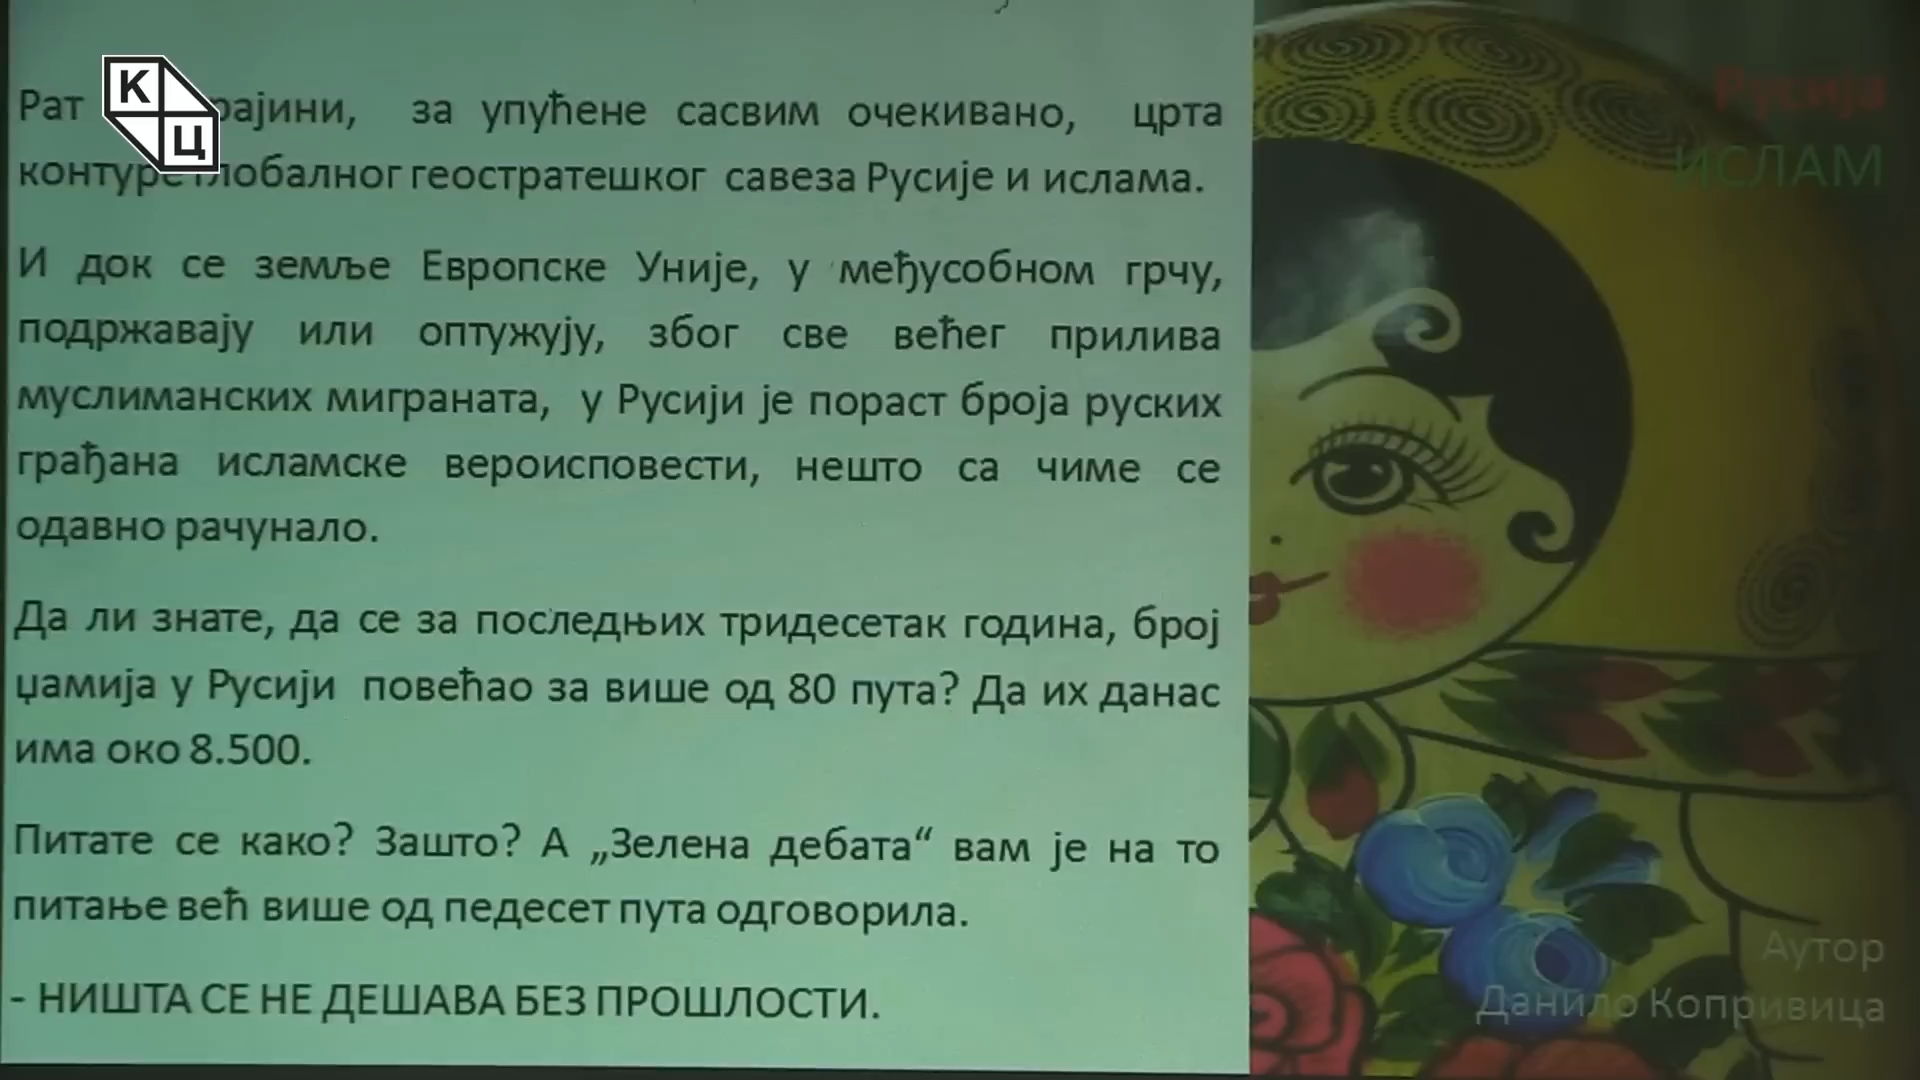 К
Ц
Рат рајини, за упућене сасвим очекивано, црта
контуре глобалног геостратешког савеза Русије и ислама.
И док се земље Европске Уније, у међусобном грчу,
подржавају или оптужују, због све већег прилива
муслиманских миграната, у Русији је пораст броја руских
грађана исламске вероисповести, нешто са чиме се
одавно рачунало.
Да ли знате, да се за последњих тридесетак година, број
џамија у Русији повећао за више од 80 пута? Да их данас
има око 8.500.
Питате се како? Зашто? А „Зелена дебата“ вам је на то
питање већ више од педесет пута одговорила.
- НИШТА СЕ НЕ ДЕШАВА БЕЗ ПРОШЛОСТИ.
Русија
ИСЛАМ
Аутор
Данило Копривица